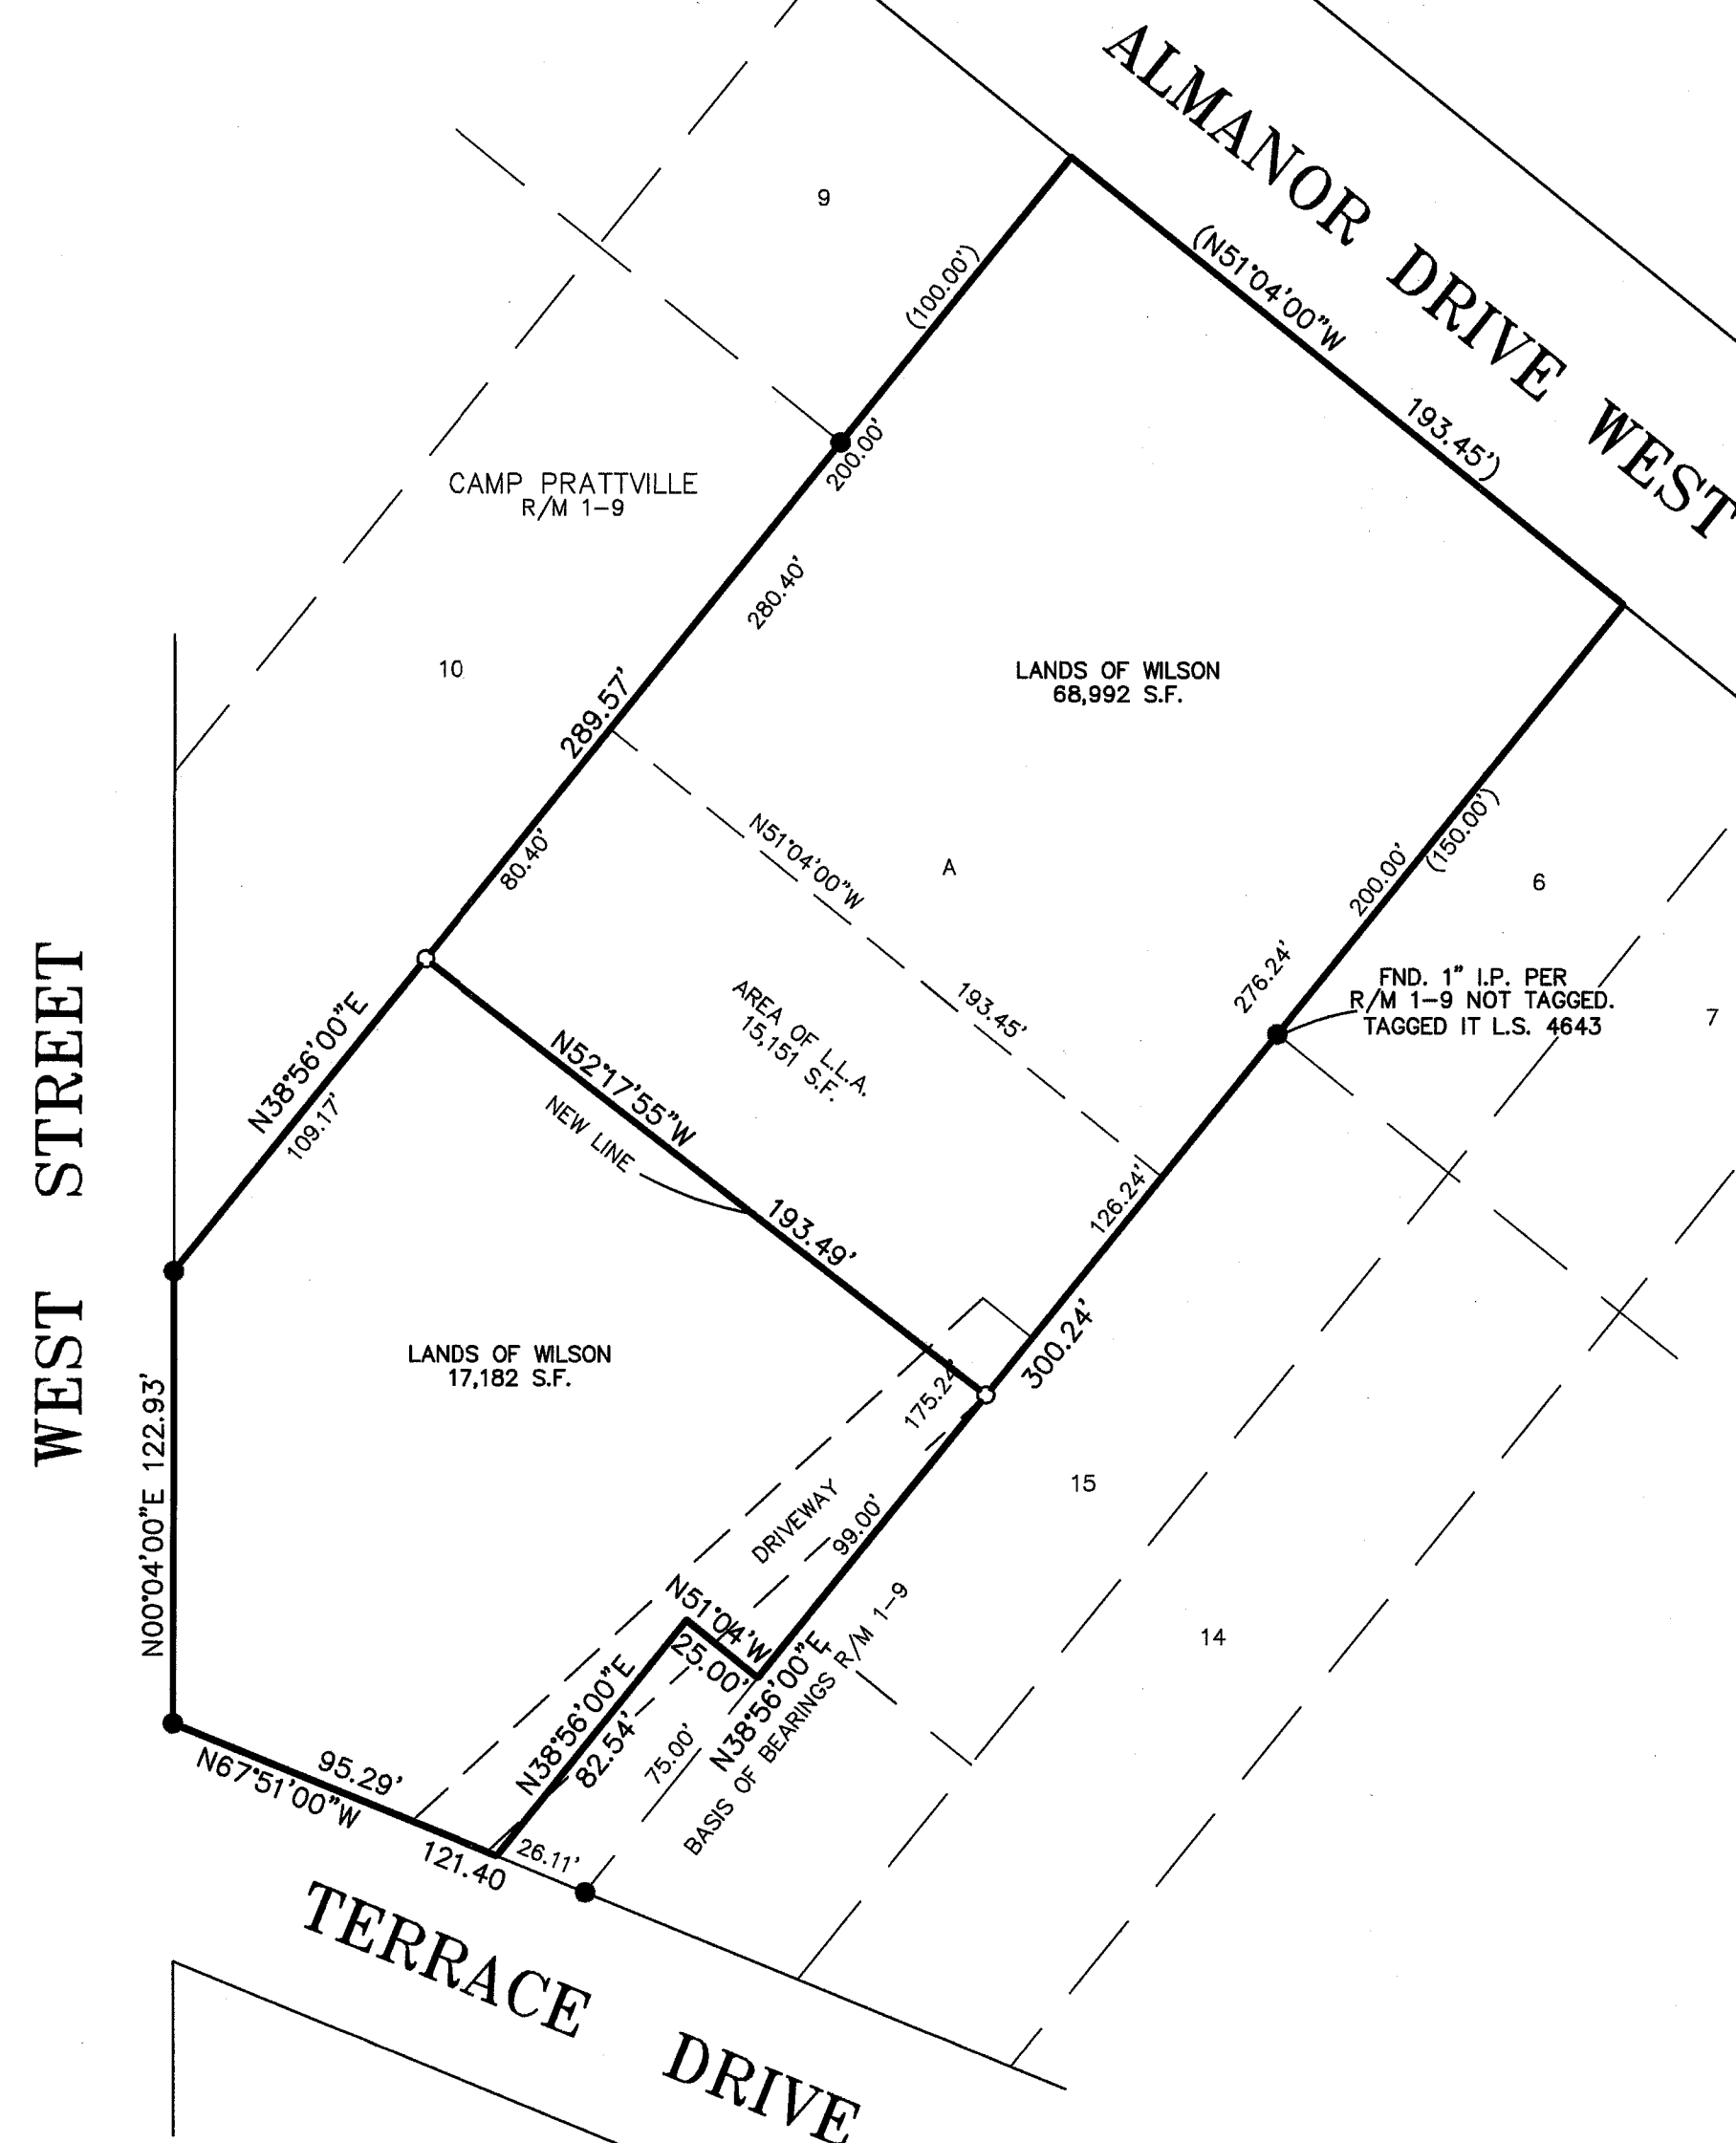 ALMANOR DRIVE WEST
9
(100.00')
(N51°04'00"W
193.45')
200.00'
CAMP PRATTVILLE
R/M 1-9
280.40'
10
289.57'
LANDS OF WILSON
68,992 S.F.
80.40'
N51°04'00"W
193.45'
A
200.00'
(150.00')
6
276.24'
FND. 1" I.P. PER
R/M 1-9 NOT TAGGED.
TAGGED IT L.S. 4643
7
WEST STREET
N38°56'00"E
109.17'
AREA OF L.L.A.
15,151 S.F.
N52°17'55"W
193.49'
NEW LINE
126.24'
300.24'
175.24'
LANDS OF WILSON
17,182 S.F.
N00°04'00"E 122.93'
15
DRIVEWAY
99.00'
N51°04'W
25.00'
14
N38°56'00"E
82.54'
75.00'
N38°56'00"E
BASIS OF BEARINGS R/M 1-9
95.29'
N67°51'00"W
121.40
26.11'
TERRACE DRIVE